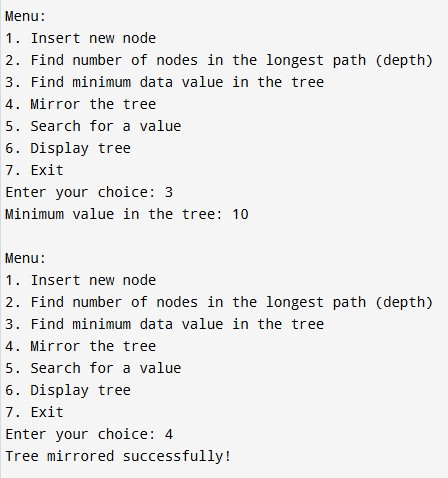 Menu:
1. Insert new node
2. Find number of nodes in the longest path (depth)
3. Find minimum data value in the tree
4. Mirror the tree
5. Search for a value
6. Display tree
7. Exit
Enter your choice: 3
Minimum value in the tree: 10

Menu:
1. Insert new node
2. Find number of nodes in the longest path (depth)
3. Find minimum data value in the tree
4. Mirror the tree
5. Search for a value
6. Display tree
7. Exit
Enter your choice: 4
Tree mirrored successfully!